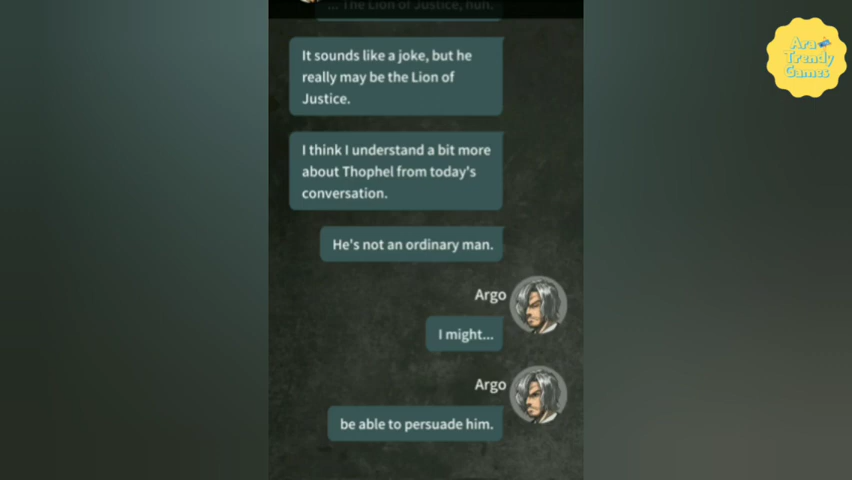 ... The Lion of Justice, huh.
It sounds like a joke, but he
really may be the Lion of
Justice.
I think I understand a bit more
about Thophel from today's
conversation.
He's not an ordinary man.
Argo
I might...
Argo
be able to persuade him.
Ara
Trendy
Games